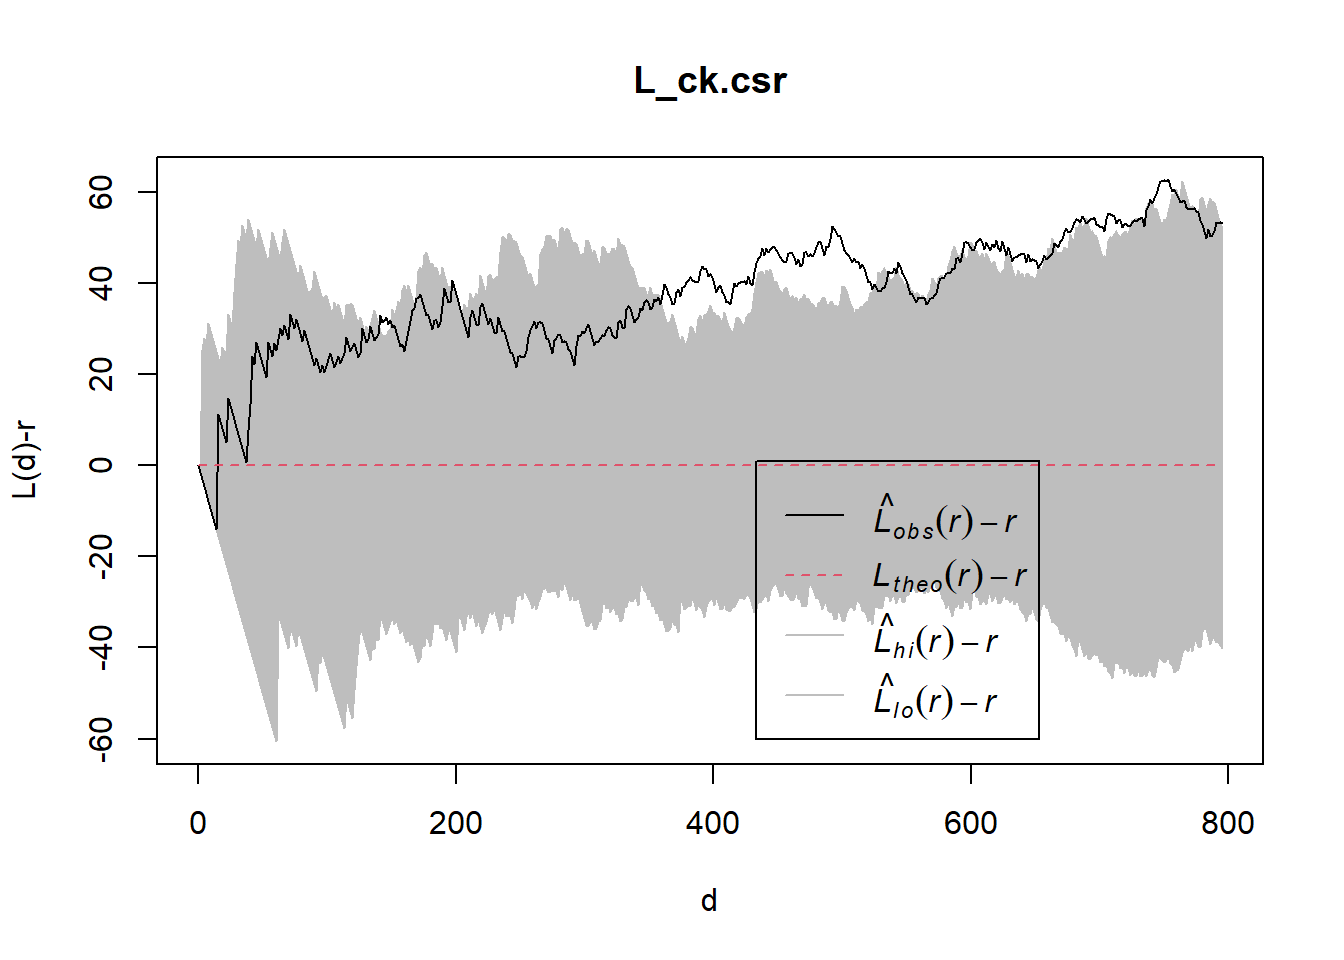 L_ck.csr
L(d)-r
60
40
20
0
-20
-40
-60
L̂obs(r) – r
Ltheo(r) – r
L̂hi(r) – r
L̂lo(r) – r
0 200 400 600 800
d